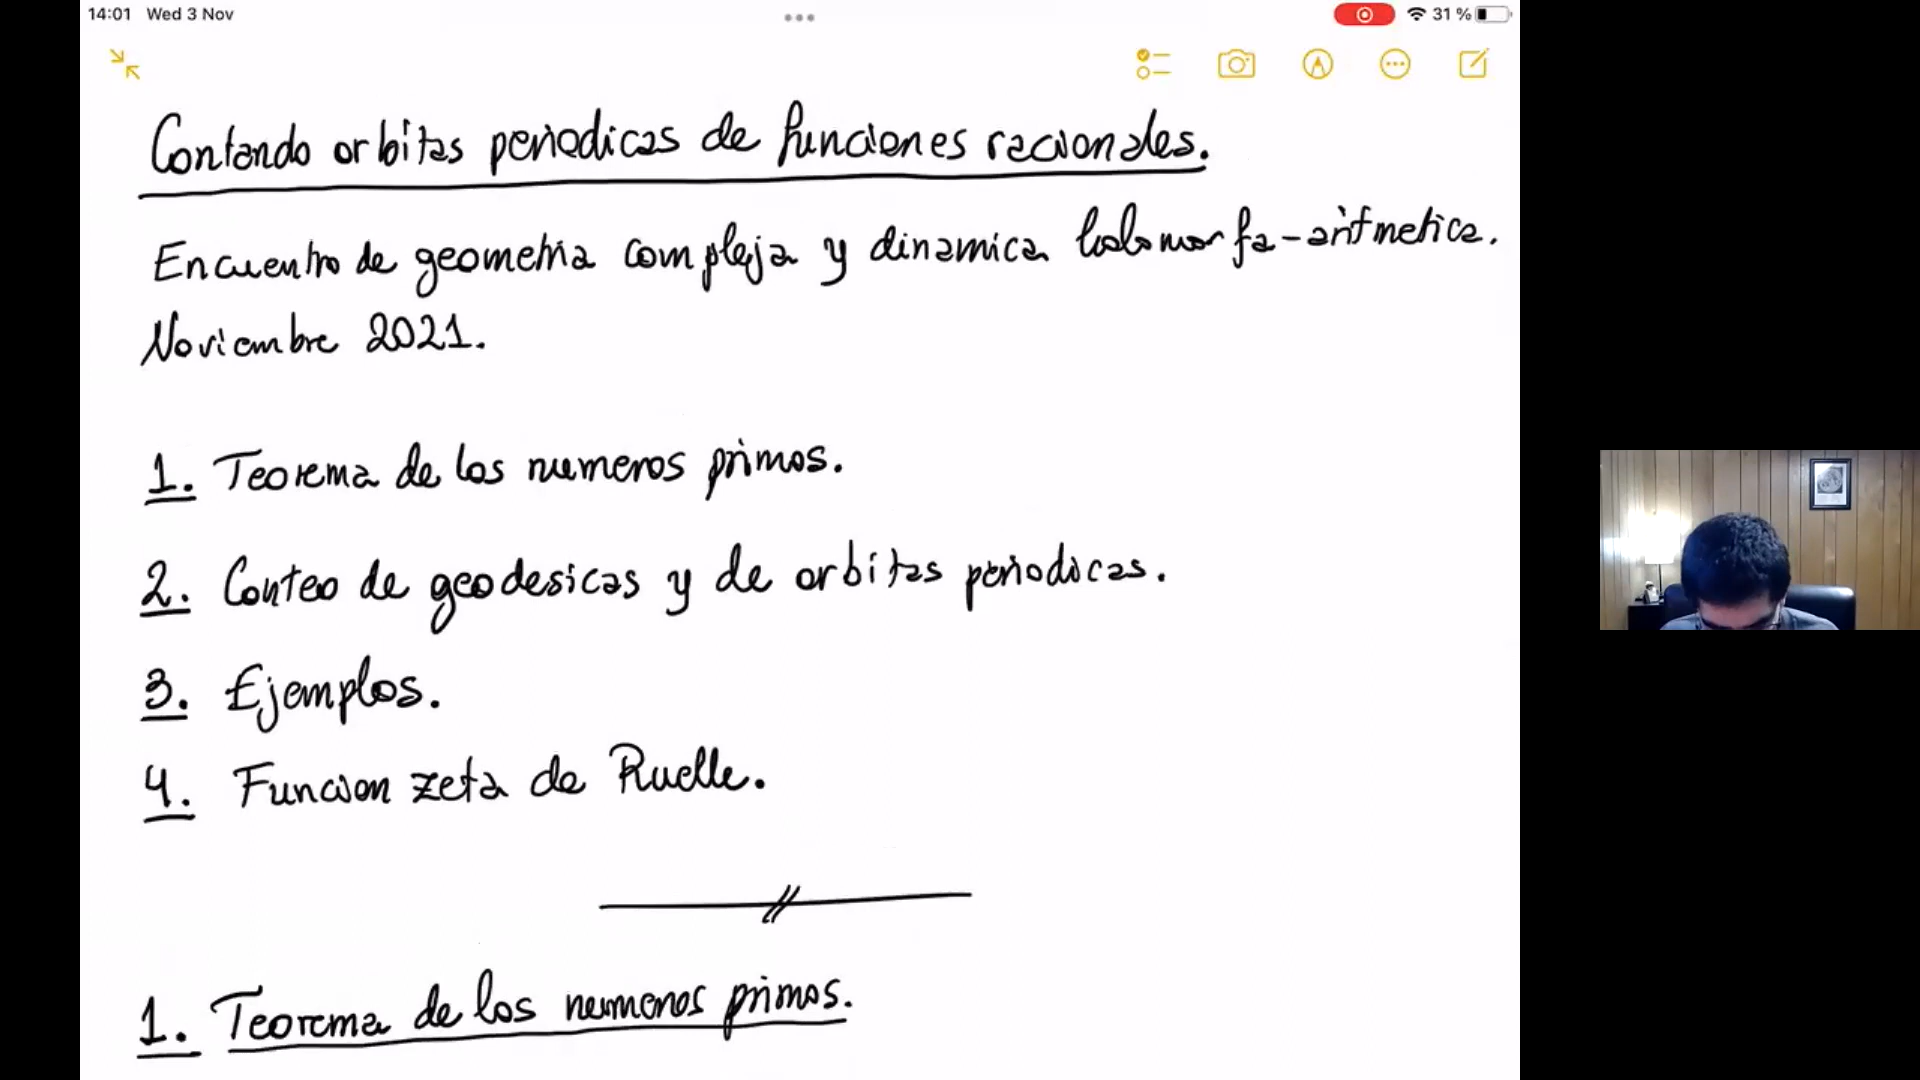 14:01 Wed 3 Nov
31 %
Contando orbitas periodicas de funciones racionales.
Encuentro de geometria compleja y dinamica holomorfa-aritmetica.
Noviembre 2021.
1. Teorema de los numeros primos.
2. Conteo de geodesicas y de orbitas periodicas.
3. Ejemplos.
4. Funcion zeta de Ruelle.
1. Teorema de los numeros primos.